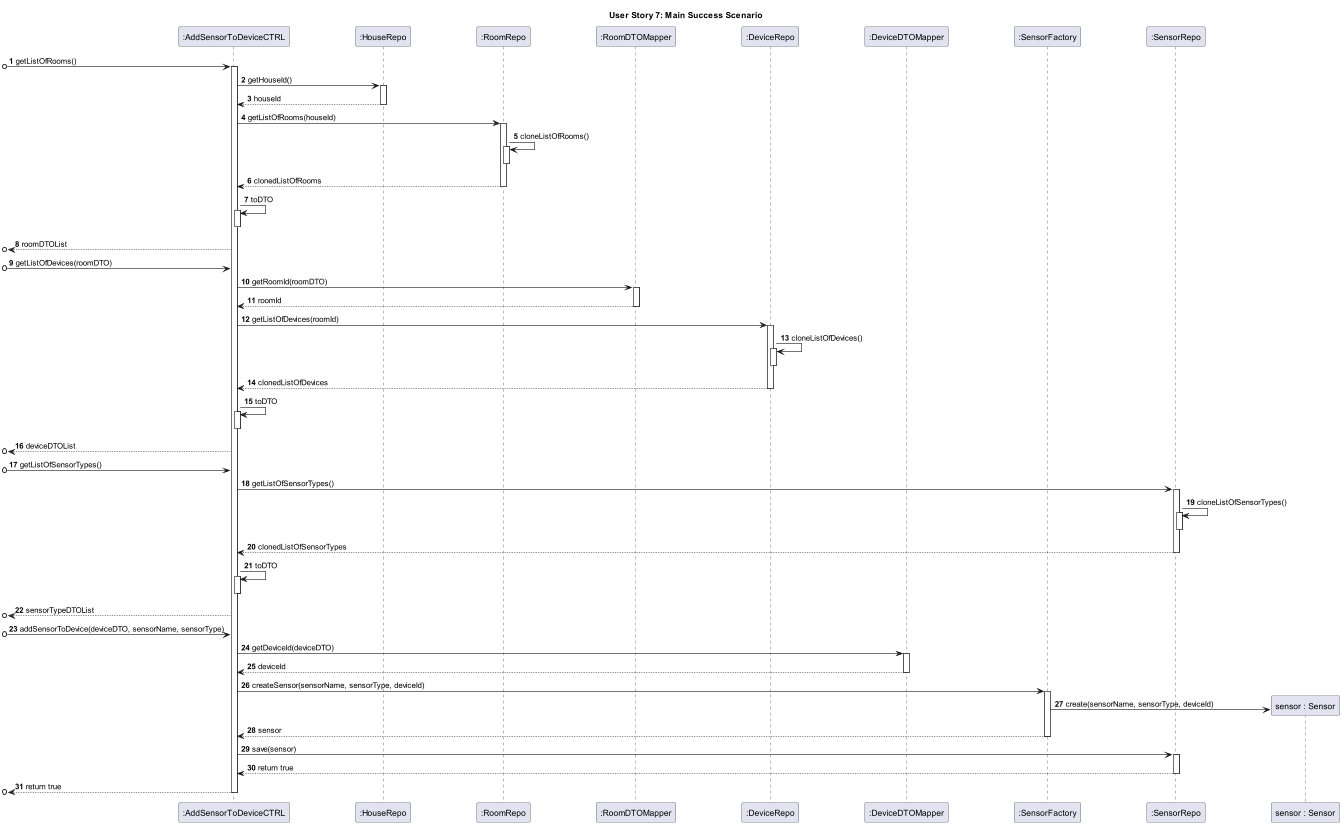 User Story 7: Main Success Scenario
:AddSensorToDeviceCTRL :HouseRepo :RoomRepo :RoomDTOMapper :DeviceRepo :DeviceDTOMapper :SensorFactory :SensorRepo
1 getListOfRooms()
2 getHouseId()
3 houseId
4 getListOfRooms(houseId)
5 cloneListOfRooms()
6 clonedListOfRooms
7 toDTO
8 roomDTOList
9 getListOfDevices(roomDTO)
10 getRoomId(roomDTO)
11 roomId
12 getListOfDevices(roomId)
13 cloneListOfDevices()
14 clonedListOfDevices
15 toDTO
16 deviceDTOList
17 getListOfSensorTypes()
18 getListOfSensorTypes()
19 cloneListOfSensorTypes()
20 clonedListOfSensorTypes
21 toDTO
22 sensorTypeDTOList
23 addSensorToDevice(deviceDTO, sensorName, sensorType)
24 getDeviceId(deviceDTO)
25 deviceId
26 createSensor(sensorName, sensorType, deviceId)
27 create(sensorName, sensorType, deviceId) sensor : Sensor
28 sensor
29 save(sensor)
30 return true
31 return true
:AddSensorToDeviceCTRL :HouseRepo :RoomRepo :RoomDTOMapper :DeviceRepo :DeviceDTOMapper :SensorFactory :SensorRepo sensor : Sensor